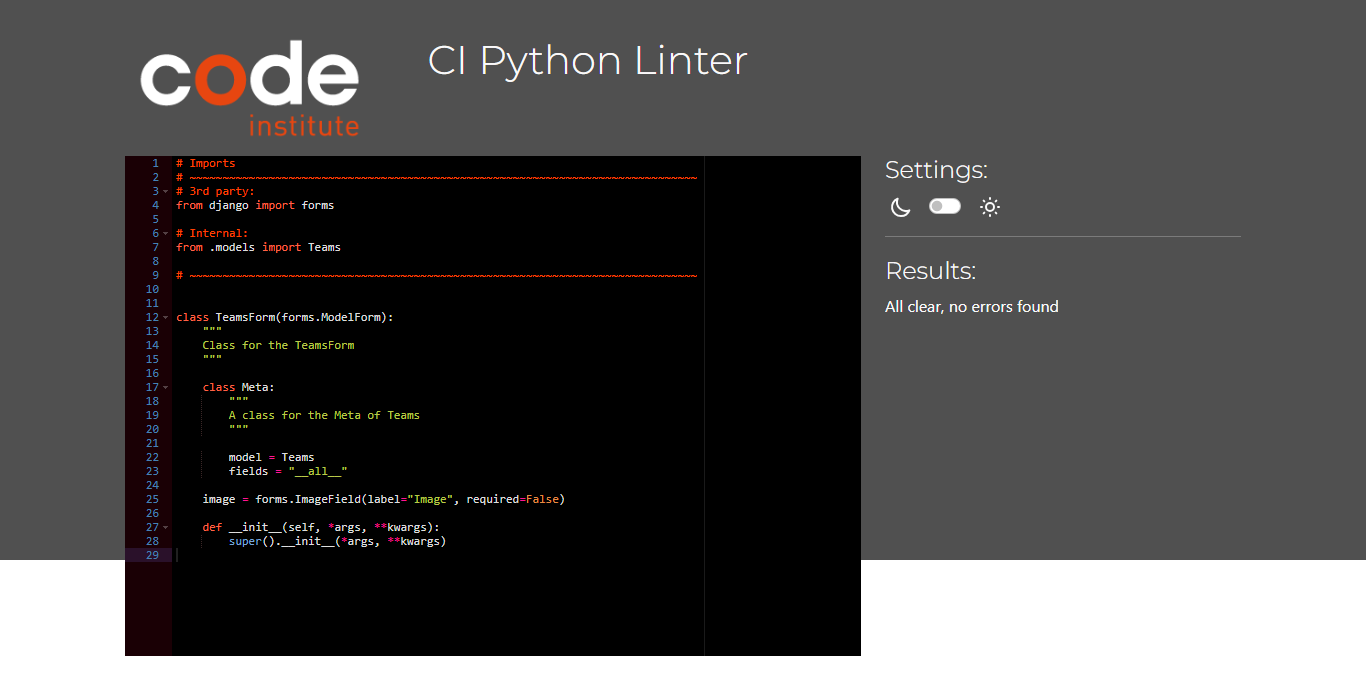 code
institute
CI Python Linter
1 # Imports
2 # ~~~~~~~~~~~~~~~~~~~~~~~~~~~~~~~~~~~~~~~~~~~~~~~~~~~~~~~~~~~~~~~~~~~~~~~~~~~~~
3 # 3rd party:
4 from django import forms
5
6 # Internal:
7 from .models import Teams
8
9 # ~~~~~~~~~~~~~~~~~~~~~~~~~~~~~~~~~~~~~~~~~~~~~~~~~~~~~~~~~~~~~~~~~~~~~~~~~~~~~
10
11
12 class TeamsForm(forms.ModelForm):
13     """
14     Class for the TeamsForm
15     """
16
17     class Meta:
18         """
19         A class for the Meta of Teams
20         """
21
22         model = Teams
23         fields = "__all__"
24
25     image = forms.ImageField(label="Image", required=False)
26
27     def __init__(self, *args, **kwargs):
28         super().__init__(*args, **kwargs)
29
Settings:
Results:
All clear, no errors found